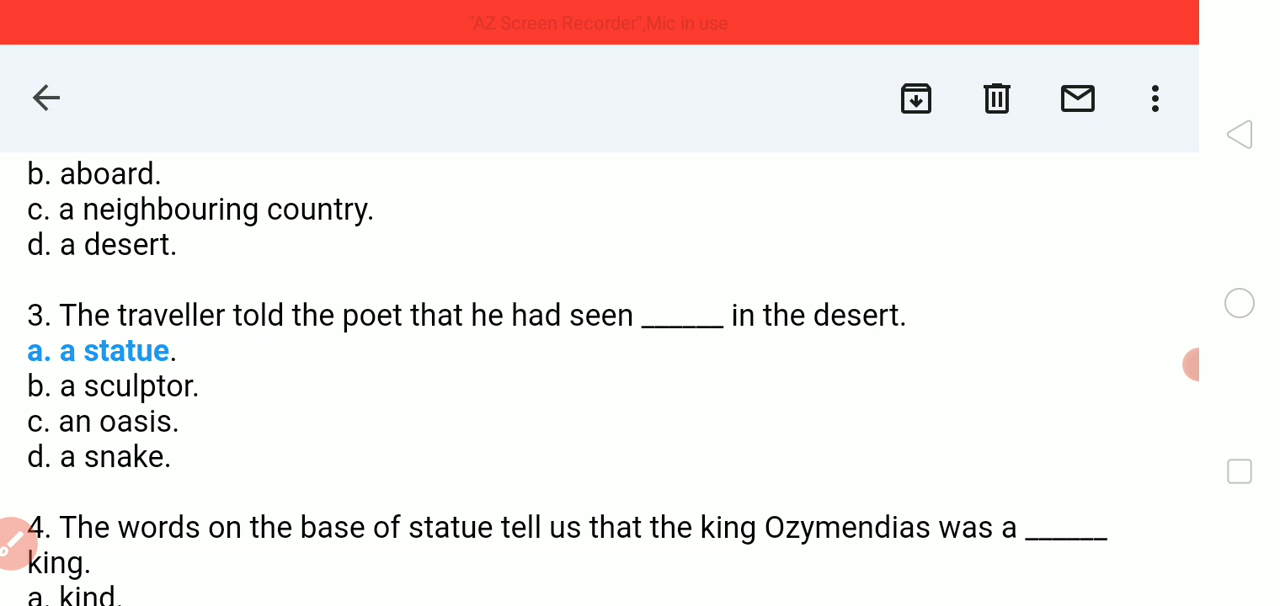 "AZ Screen Recorder",Mic in use
b. aboard.
c. a neighbouring country.
d. a desert.
3. The traveller told the poet that he had seen ______ in the desert.
a. a statue.
b. a sculptor.
c. an oasis.
d. a snake.
4. The words on the base of statue tell us that the king Ozymendias was a ______
king.
a. kind.